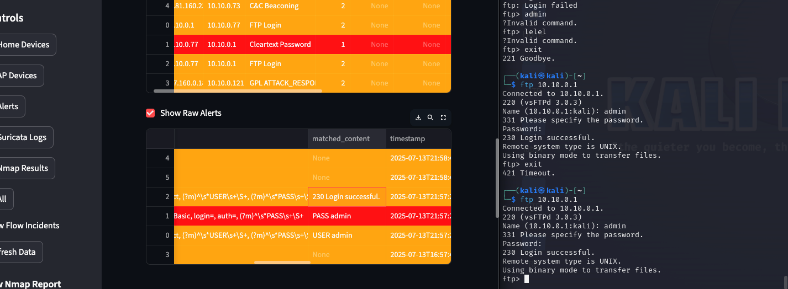 ntrols
Home Devices
AP Devices
Alerts
Suricata Logs
Nmap Results
All
w Flow Incidents
fresh Data
w Nmap Report
4 10.10.0.73 C&C Beaconing 2 None None
0 10.10.0.1 10.10.0.77 FTP Login 2 None None
1 10.10.0.77 10.10.0.1 Cleartext Password 1 None None
2 10.10.0.77 10.10.0.1 FTP Login 2 None None
3 10.10.0.121 GPL_ATTACK_RESPO 2 None None
Show Raw Alerts
matched_content timestamp
4 None 2025-07-13T21:58:
5 None 2025-07-13T21:58:
2 ct, (?m)^\s*USER\s+\S+, (?m)^\s*PASS\s+\ 230 Login successful. 2025-07-13T21:57:
1 Basic, login=, auth=, (?m)^\s*PASS\s+\S+ PASS admin 2025-07-13T21:57:
0 ct, (?m)^\s*USER\s+\S+, (?m)^\s*PASS\s+\ USER admin 2025-07-13T21:57:
3 None 2025-07-13T16:57:
ftp: Login failed
ftp> admin
?Invalid command.
ftp> lelel
?Invalid command.
ftp> exit
221 Goodbye.
(kali㉿kali)-[~]
$ ftp 10.10.0.1
Connected to 10.10.0.1.
220 (vsFTPd 3.0.3)
Name (10.10.0.1:kali): admin
331 Please specify the password.
Password:
230 Login successful.
Remote system type is UNIX.
Using binary mode to transfer files.
ftp> exit
421 Timeout.
(kali㉿kali)-[~]
$ ftp 10.10.0.1
Connected to 10.10.0.1.
220 (vsFTPd 3.0.3)
Name (10.10.0.1:kali): admin
331 Please specify the password.
Password:
230 Login successful.
Remote system type is UNIX.
Using binary mode to transfer files.
ftp>
KALI
the quieter you become, th